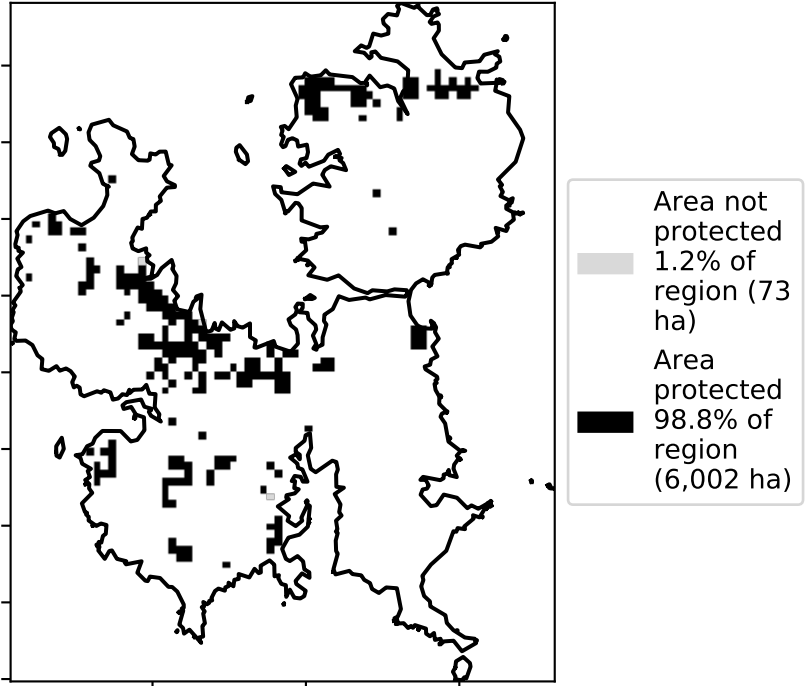 Area not
protected
1.2% of
region (73
ha)
Area
protected
98.8% of
region
(6,002 ha)